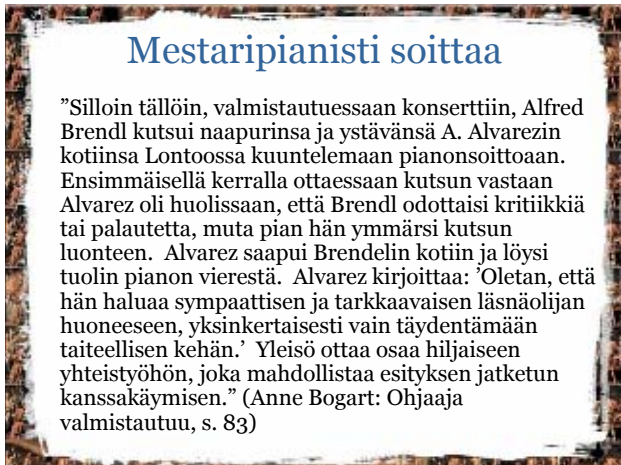 Mestaripianisti soittaa
”Silloin tällöin, valmistautuessaan konserttiin, Alfred
Brendl kutsui naapurinsa ja ystävänsä A. Alvarezin
kotiinsa Lontoossa kuuntelemaan pianonsoittoaan.
Ensimmäisellä kerralla ottaessaan kutsun vastaan
Alvarez oli huolissaan, että Brendl odottaisi kritiikkiä
tai palautetta, muta pian hän ymmärsi kutsun
luonteen.  Alvarez saapui Brendelin kotiin ja löysi
tuolin pianon vierestä.  Alvarez kirjoittaa: ’Oletan, että
hän haluaa sympaattisen ja tarkkaavaisen läsnäolijan
huoneeseen, yksinkertaisesti vain täydentämään
taiteellisen kehän.’  Yleisö ottaa osaa hiljaiseen
yhteistyöhön, joka mahdollistaa esityksen jatketun
kanssakäymisen.” (Anne Bogart: Ohjaaja
valmistautuu, s. 83)